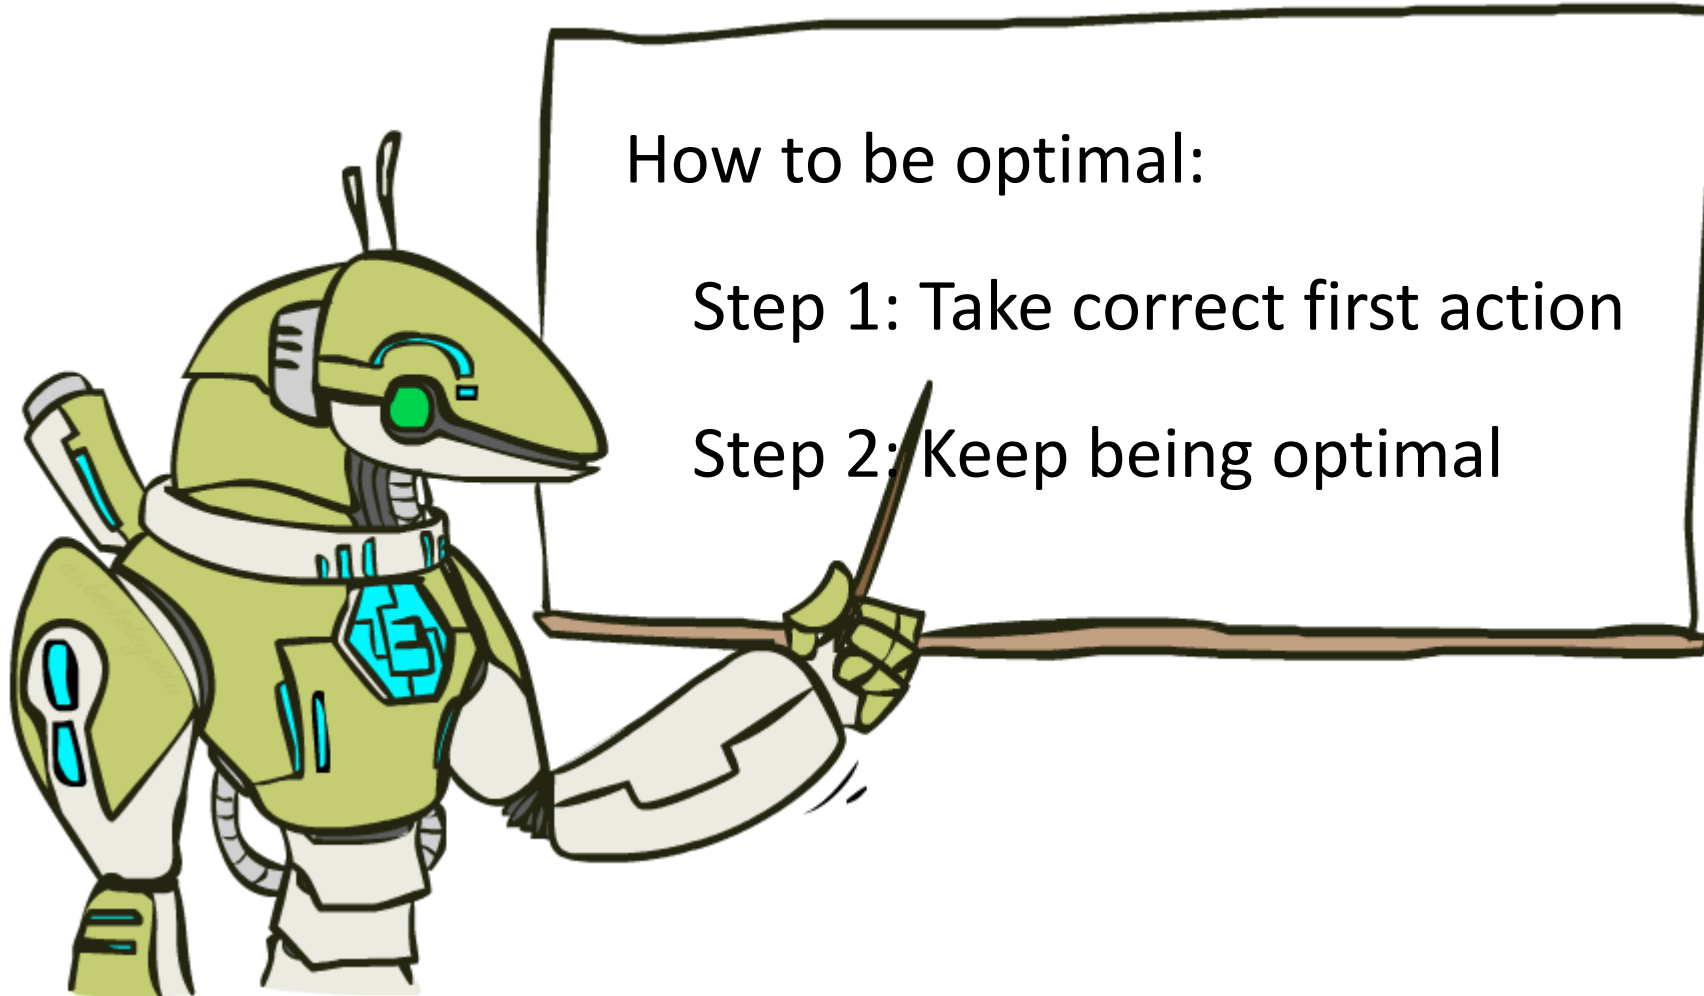 How to be optimal:
Step 1: Take correct first action
Step 2: Keep being optimal